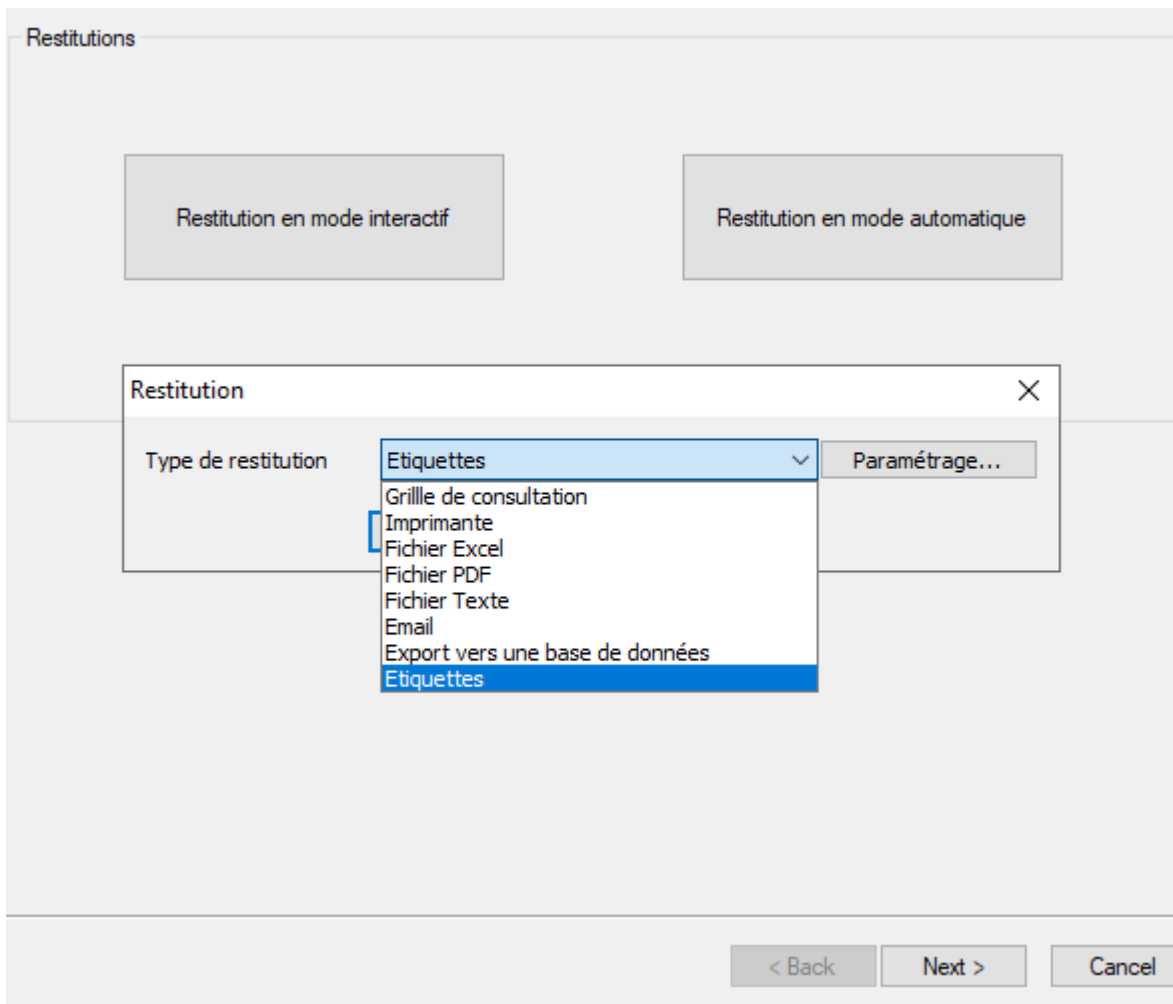 Restitutions
Restitution en mode interactif
Restitution en mode automatique
Restitution
Type de restitution
Etiquettes
Paramétrage...
Grillle de consultation
Imprimante
Fichier Excel
Fichier PDF
Fichier Texte
Email
Export vers une base de données
Etiquettes
< Back
Next >
Cancel